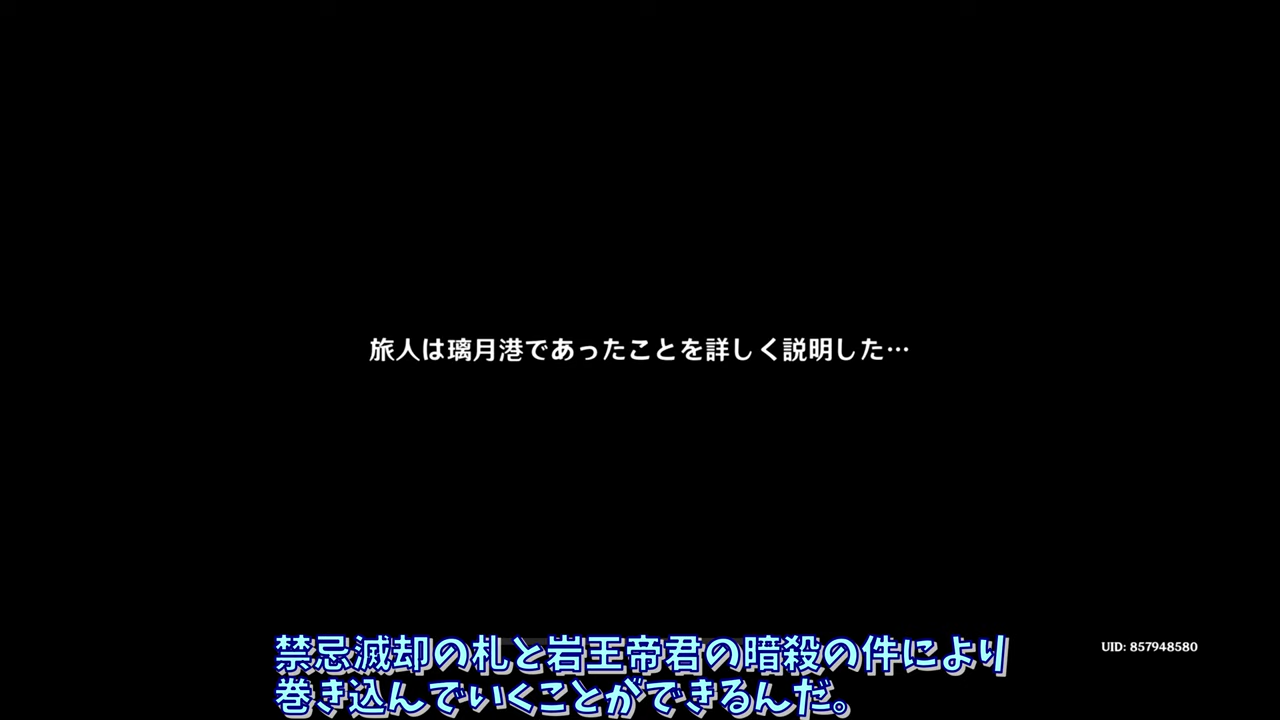 旅人は璃月港であったことを詳しく説明した…
禁忌滅却の札と岩王帝君の暗殺の件により
巻き込んでいくことができるんだ。
UID: 857948580